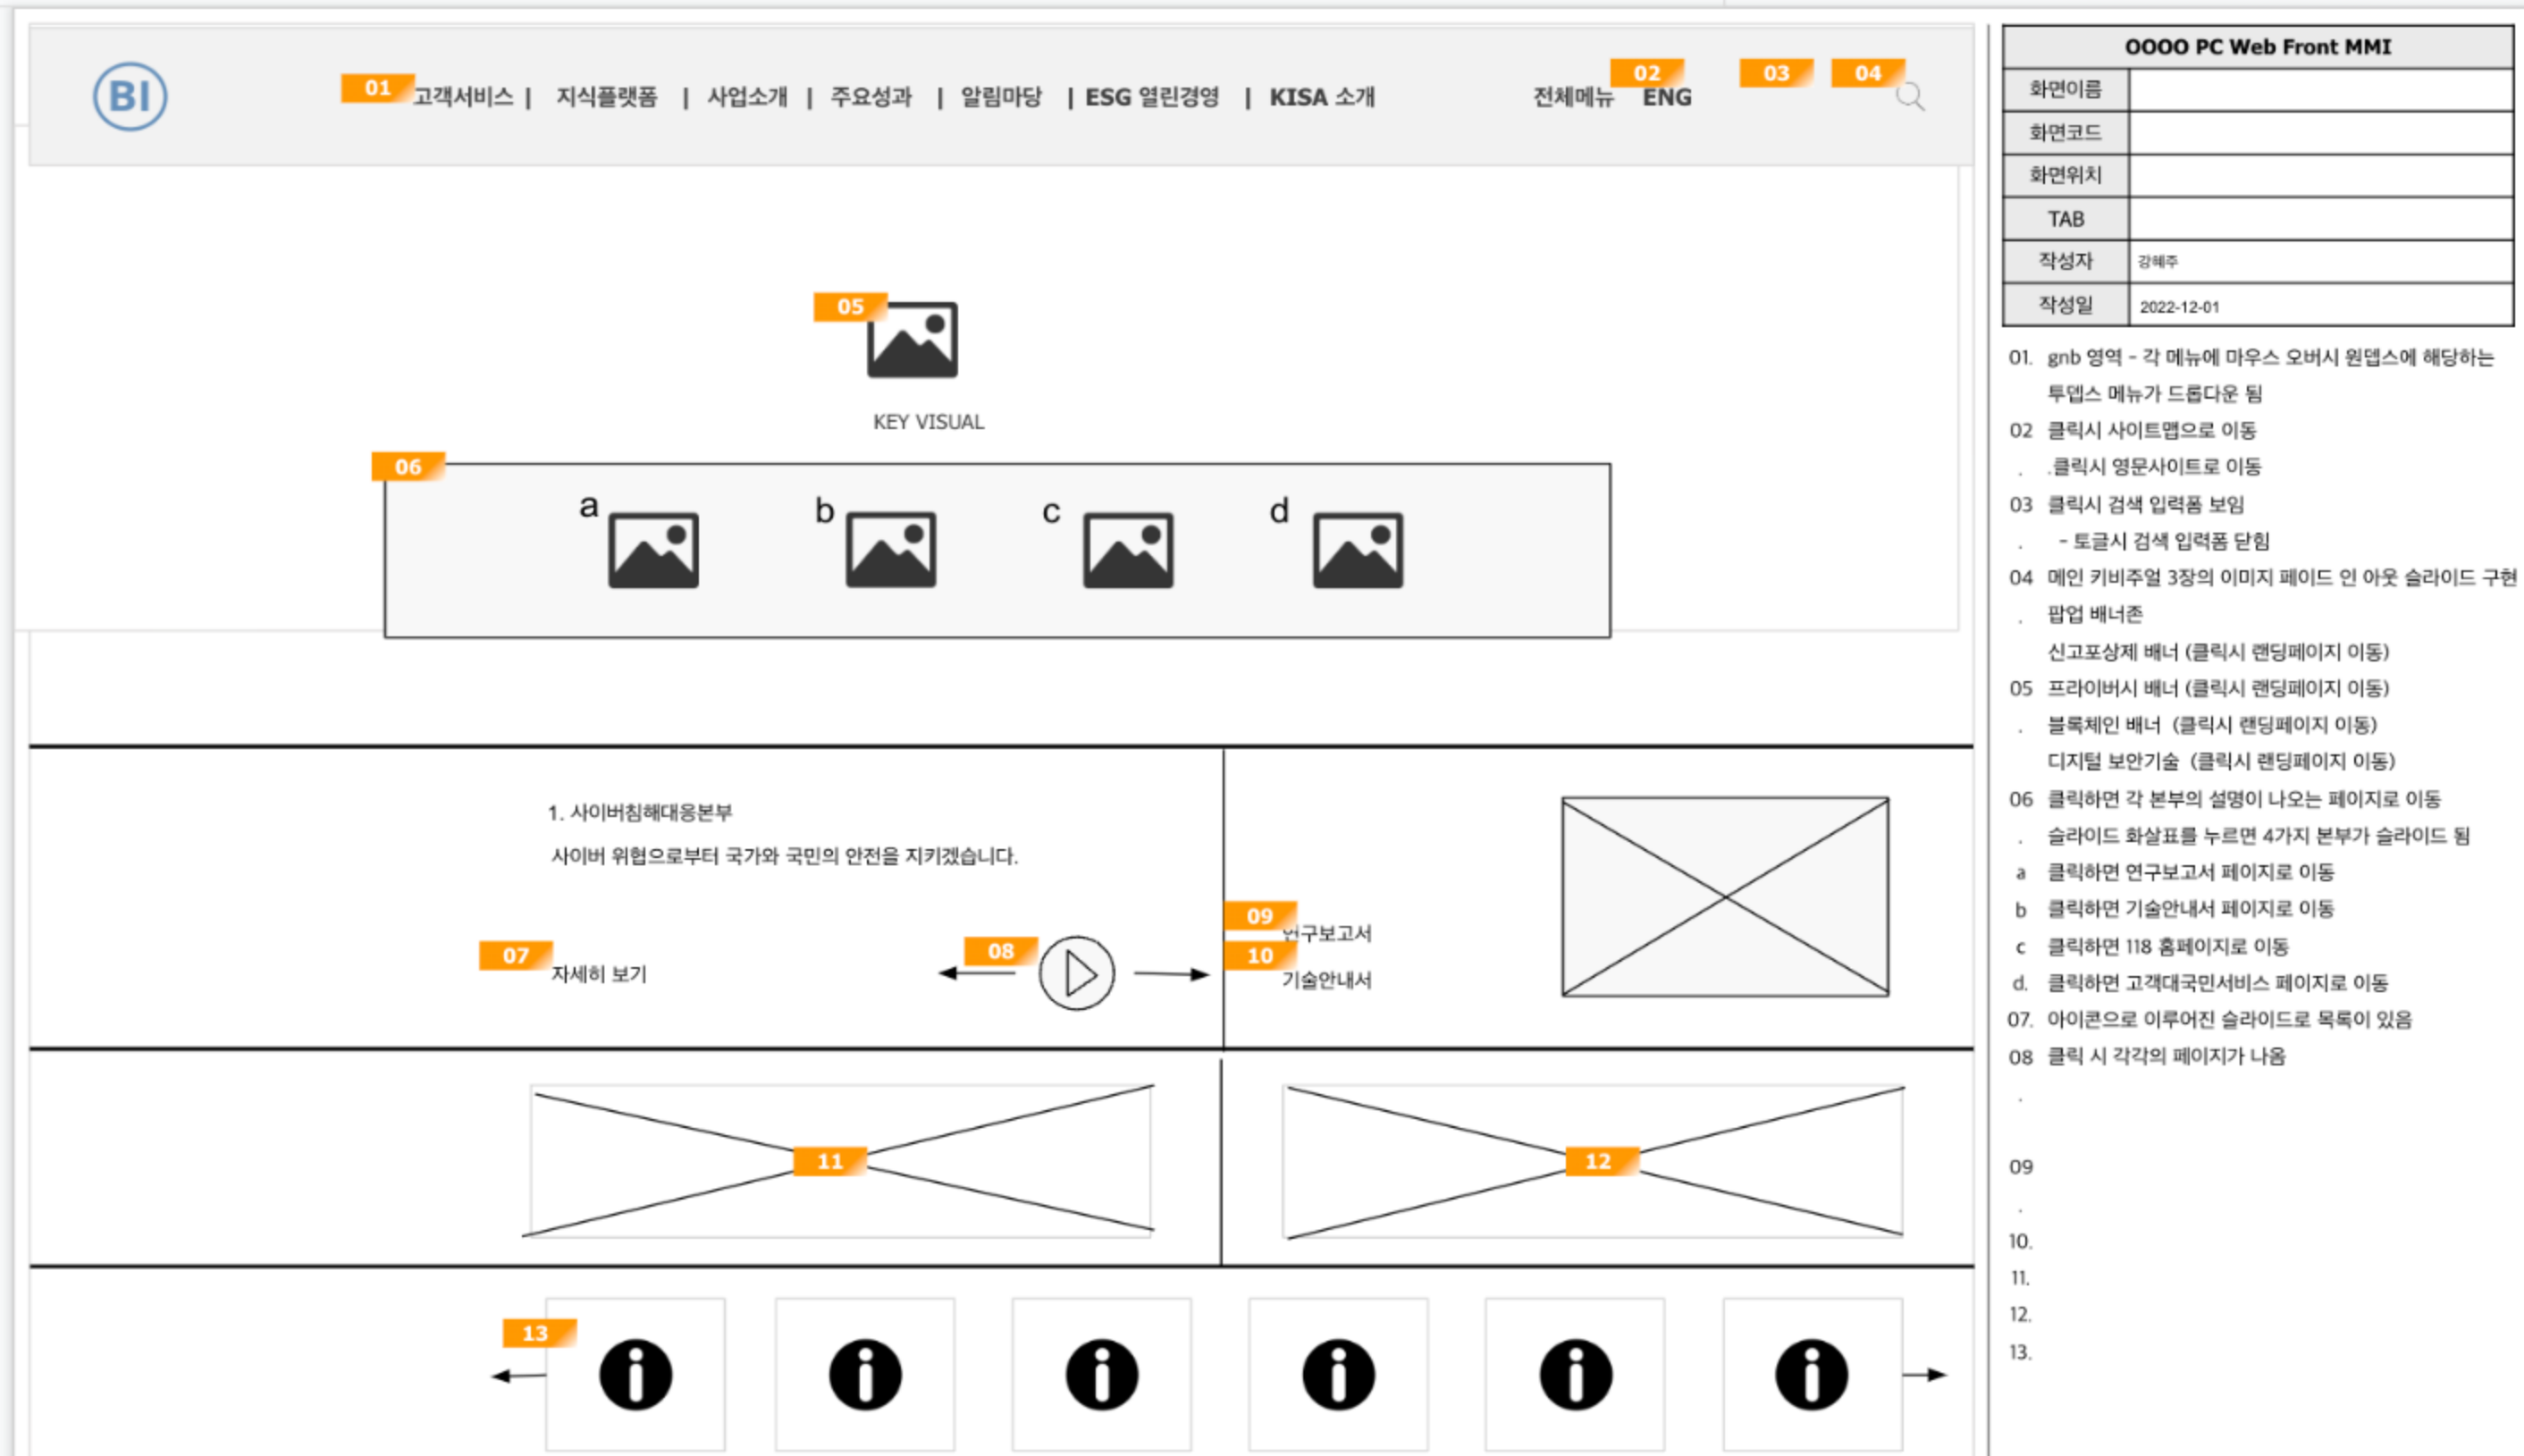 BI
01
고객서비스 | 지식플랫폼 | 사업소개 | 주요성과 | 알림마당 | ESG 열린경영 | KISA 소개
전체메뉴 ENG
02
03
04
05
KEY VISUAL
06
a
b
c
d
1. 사이버침해대응본부
사이버 위협으로부터 국가와 국민의 안전을 지키겠습니다.
07
자세히 보기
08
09
연구보고서
10
기술안내서
11
12
13
OOOO PC Web Front MMI
화면이름
화면코드
화면위치
TAB
작성자 강혜주
작성일 2022-12-01
01. gnb 영역 - 각 메뉴에 마우스 오버시 원뎁스에 해당하는
투뎁스 메뉴가 드롭다운 됨
02 클릭시 사이트맵으로 이동
. .클릭시 영문사이트로 이동
03 클릭시 검색 입력폼 보임
. - 토글시 검색 입력폼 닫힘
04 메인 키비주얼 3장의 이미지 페이드 인 아웃 슬라이드 구현
. 팝업 배너존
신고포상제 배너 (클릭시 랜딩페이지 이동)
05 프라이버시 배너 (클릭시 랜딩페이지 이동)
. 블록체인 배너 (클릭시 랜딩페이지 이동)
디지털 보안기술 (클릭시 랜딩페이지 이동)
06 클릭하면 각 본부의 설명이 나오는 페이지로 이동
. 슬라이드 화살표를 누르면 4가지 본부가 슬라이드 됨
a 클릭하면 연구보고서 페이지로 이동
b 클릭하면 기술안내서 페이지로 이동
c 클릭하면 118 홈페이지로 이동
d. 클릭하면 고객대국민서비스 페이지로 이동
07. 아이콘으로 이루어진 슬라이드로 목록이 있음
08 클릭 시 각각의 페이지가 나옴
.
09
.
10.
11.
12.
13.